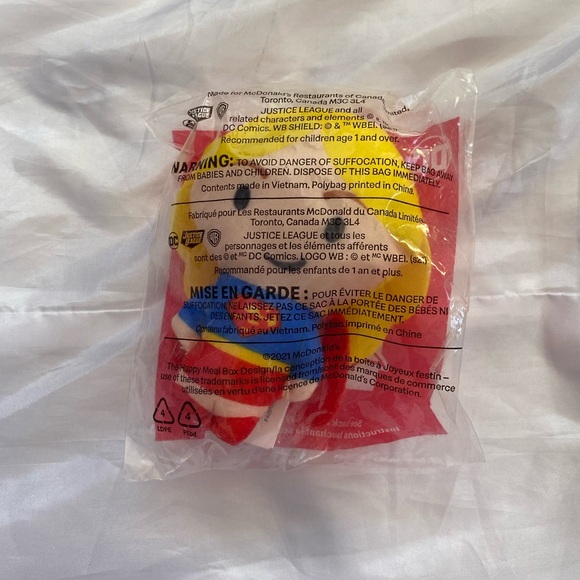 Made for McDonald's Restaurants of Canada
Toronto, Canada M3C 3L4
JUSTICE LEAGUE and all
related characters and elements ©
DC Comics. WB SHIELD: © & ™ WBEI.
Recommended for children age 1 and over.
WARNING: TO AVOID DANGER OF SUFFOCATION, KEEP BAG AWAY
FROM BABIES AND CHILDREN. DISPOSE OF THIS BAG IMMEDIATELY.
Contents made in Vietnam. Polybag printed in China.
Fabriqué pour Les Restaurants McDonald du Canada Limitée
Toronto, Canada M3C 3L4
DC JUSTICE LEAGUE WB JUSTICE LEAGUE et tous les
personnages et les éléments afférents
sont des © et ᴹᶜ DC Comics. LOGO WB : © et ᴹᶜ WBEI. (s21)
Recommandé pour les enfants de 1 an et plus.
MISE EN GARDE : POUR ÉVITER LE DANGER DE
SUFFOCATION, NE LAISSEZ PAS CE SAC À LA PORTÉE DES BÉBÉS NI
DES ENFANTS. JETEZ CE SAC IMMÉDIATEMENT.
Contenu fabriqué au Vietnam. Polybag imprimé en Chine
©2021 McDonald's
The Happy Meal Box Design/la conception de la boîte à Joyeux festin –
use of these trademarks is licensed from/sont des marques de commerce
utilisées en vertu d'une licence de McDonald's Corporation.
4 4
LDPE PEbd